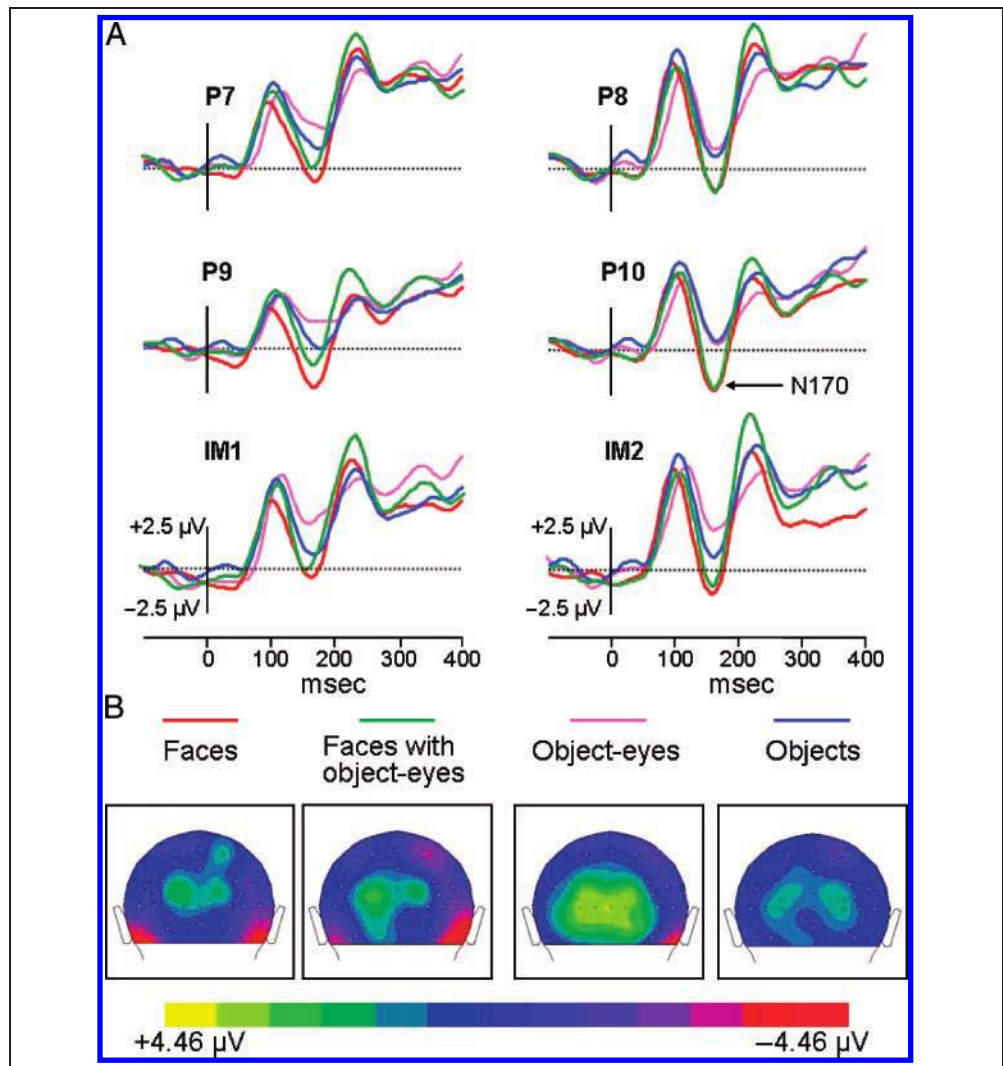 A
P7
P8
P9
P10
N170
IM1
IM2
+2.5 µV
+2.5 µV
−2.5 µV
−2.5 µV
0 100 200 300 400
0 100 200 300 400
msec
msec
B
Faces
Faces with
object-eyes
Object-eyes
Objects
+4.46 µV
−4.46 µV